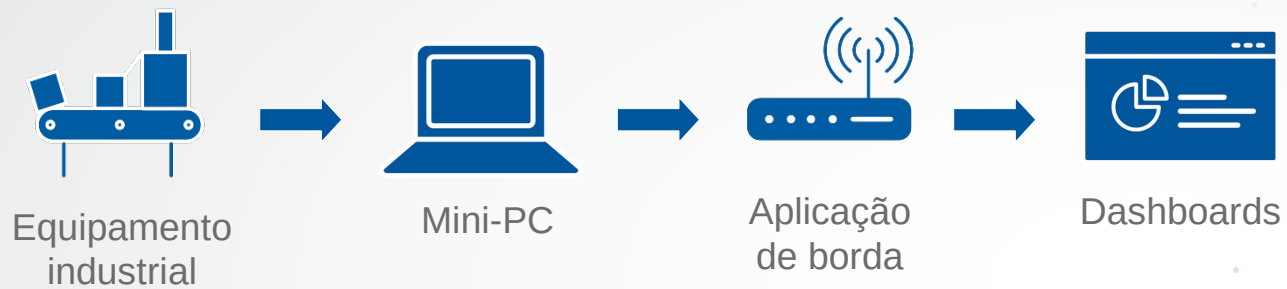 Equipamento
industrial
Mini-PC
Aplicação
de borda
Dashboards